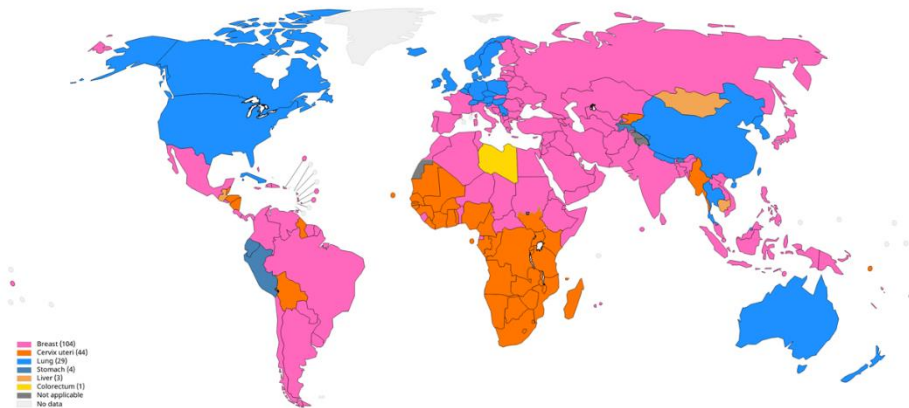 Breast (104)
Cervix uteri (44)
Lung (29)
Stomach (4)
Liver (3)
Colorectum (1)
Not applicable
No data